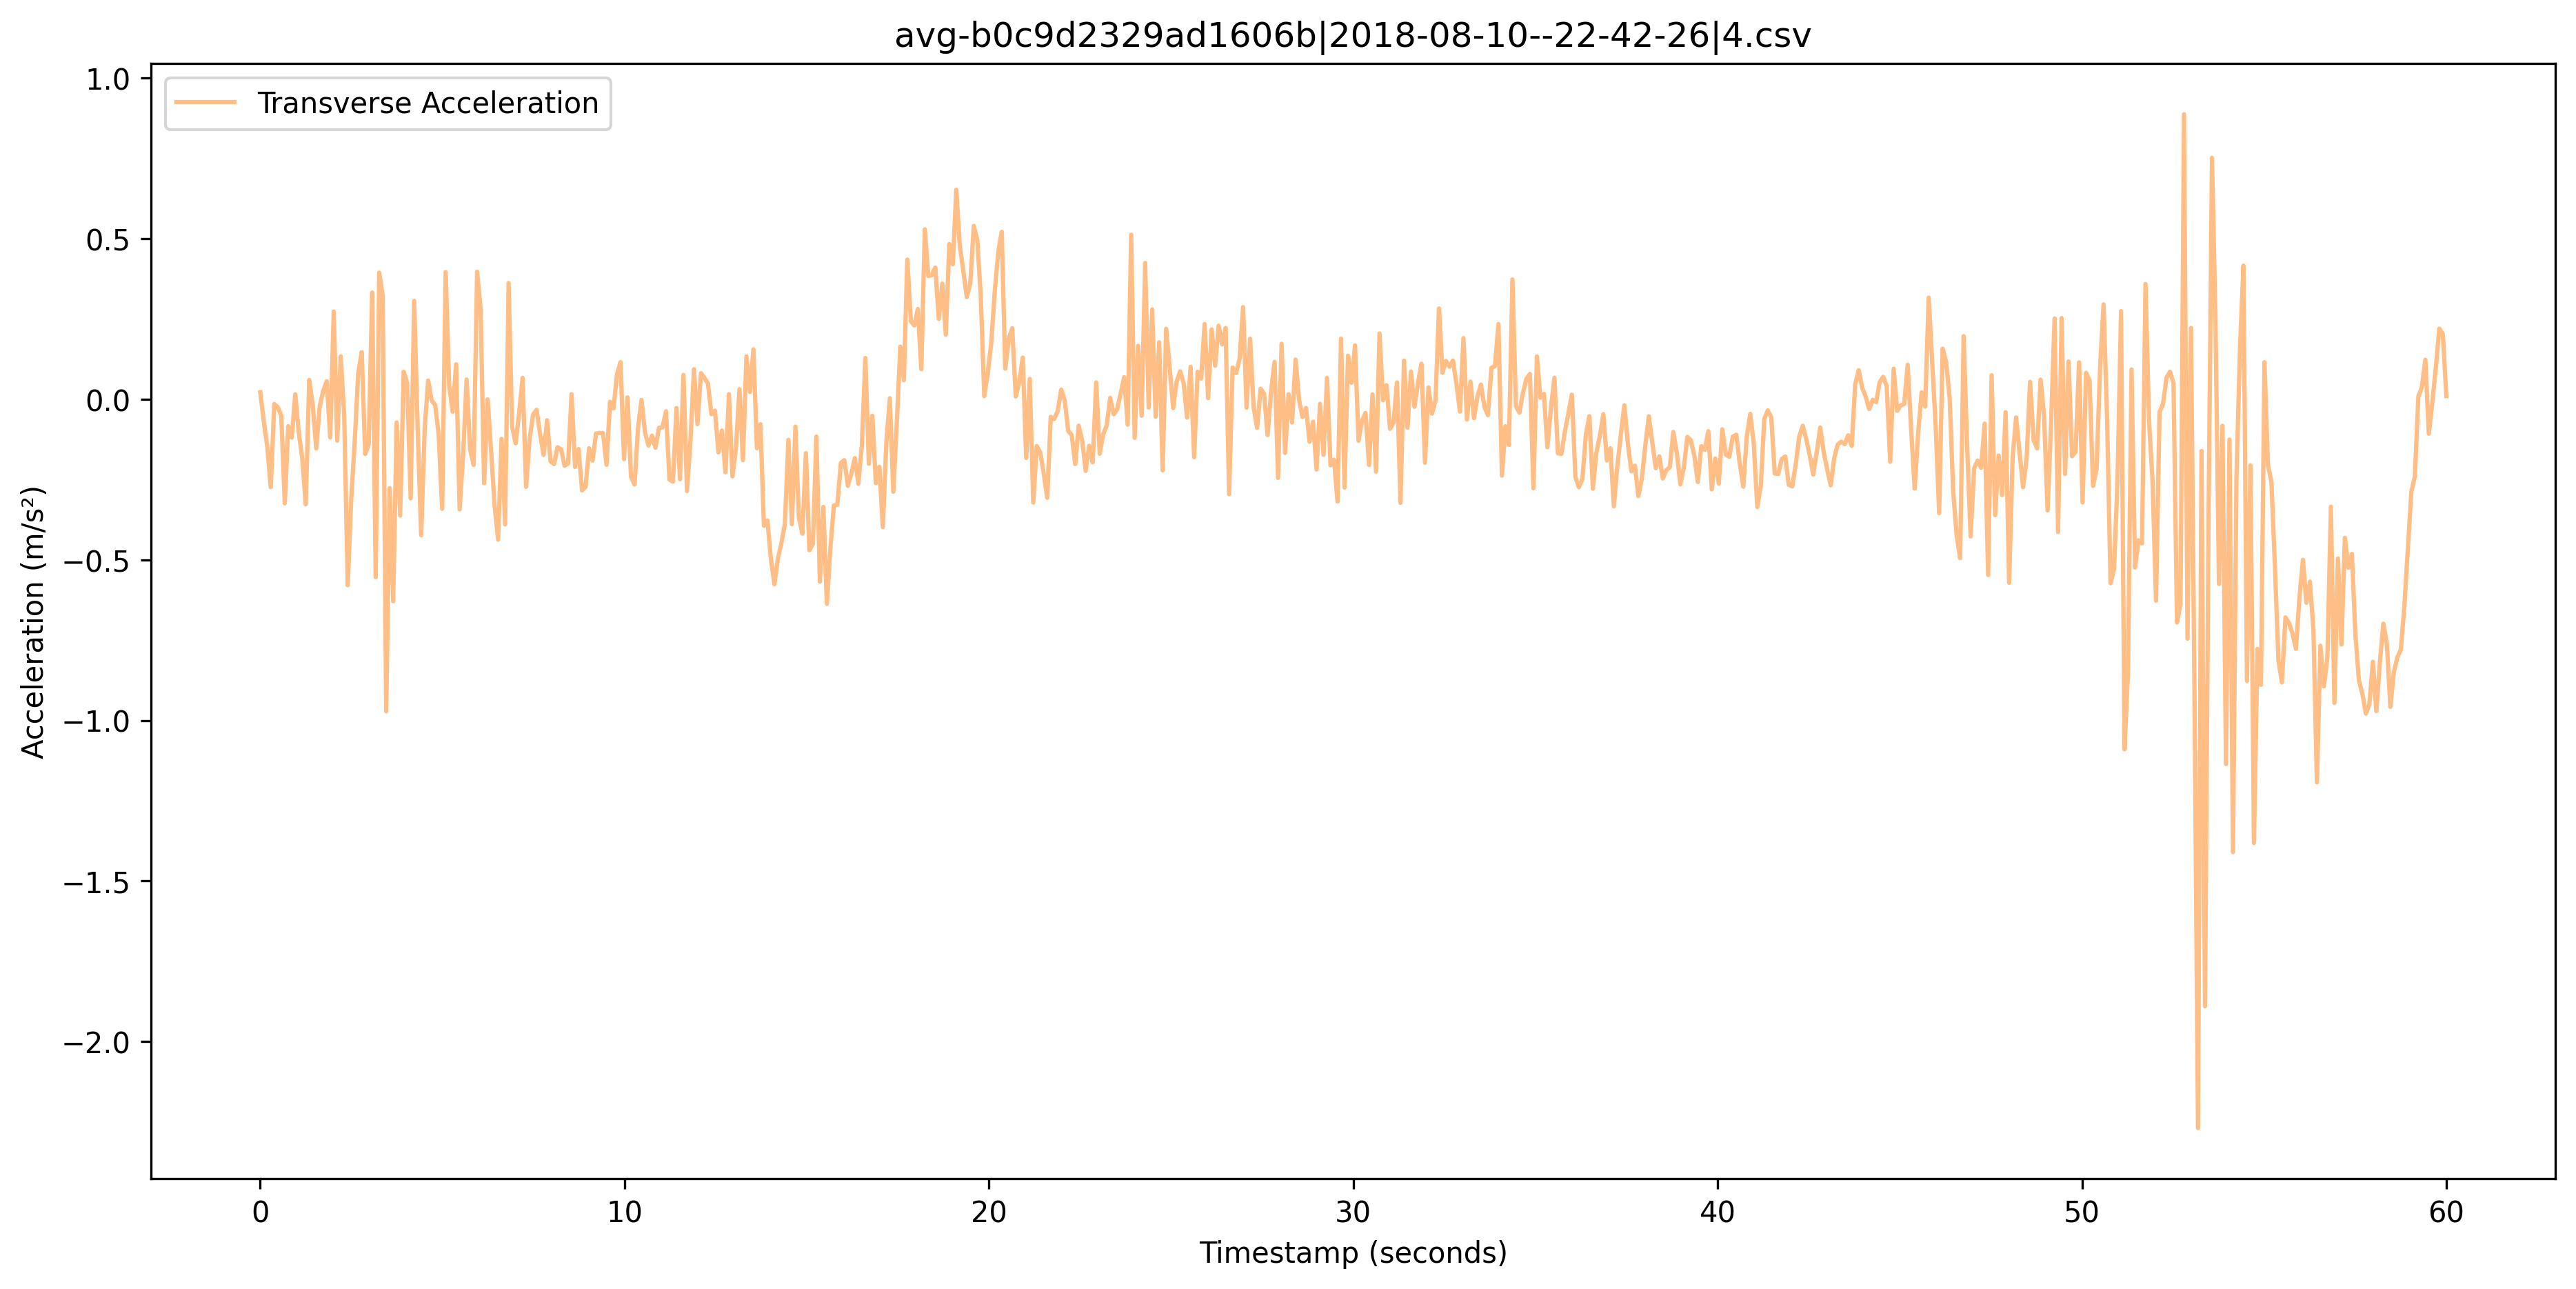 avg-b0c9d2329ad1606b|2018-08-10--22-42-26|4.csv
Transverse Acceleration
Acceleration (m/s²)
1.0
0.5
0.0
−0.5
−1.0
−1.5
−2.0
0 10 20 30 40 50 60
Timestamp (seconds)